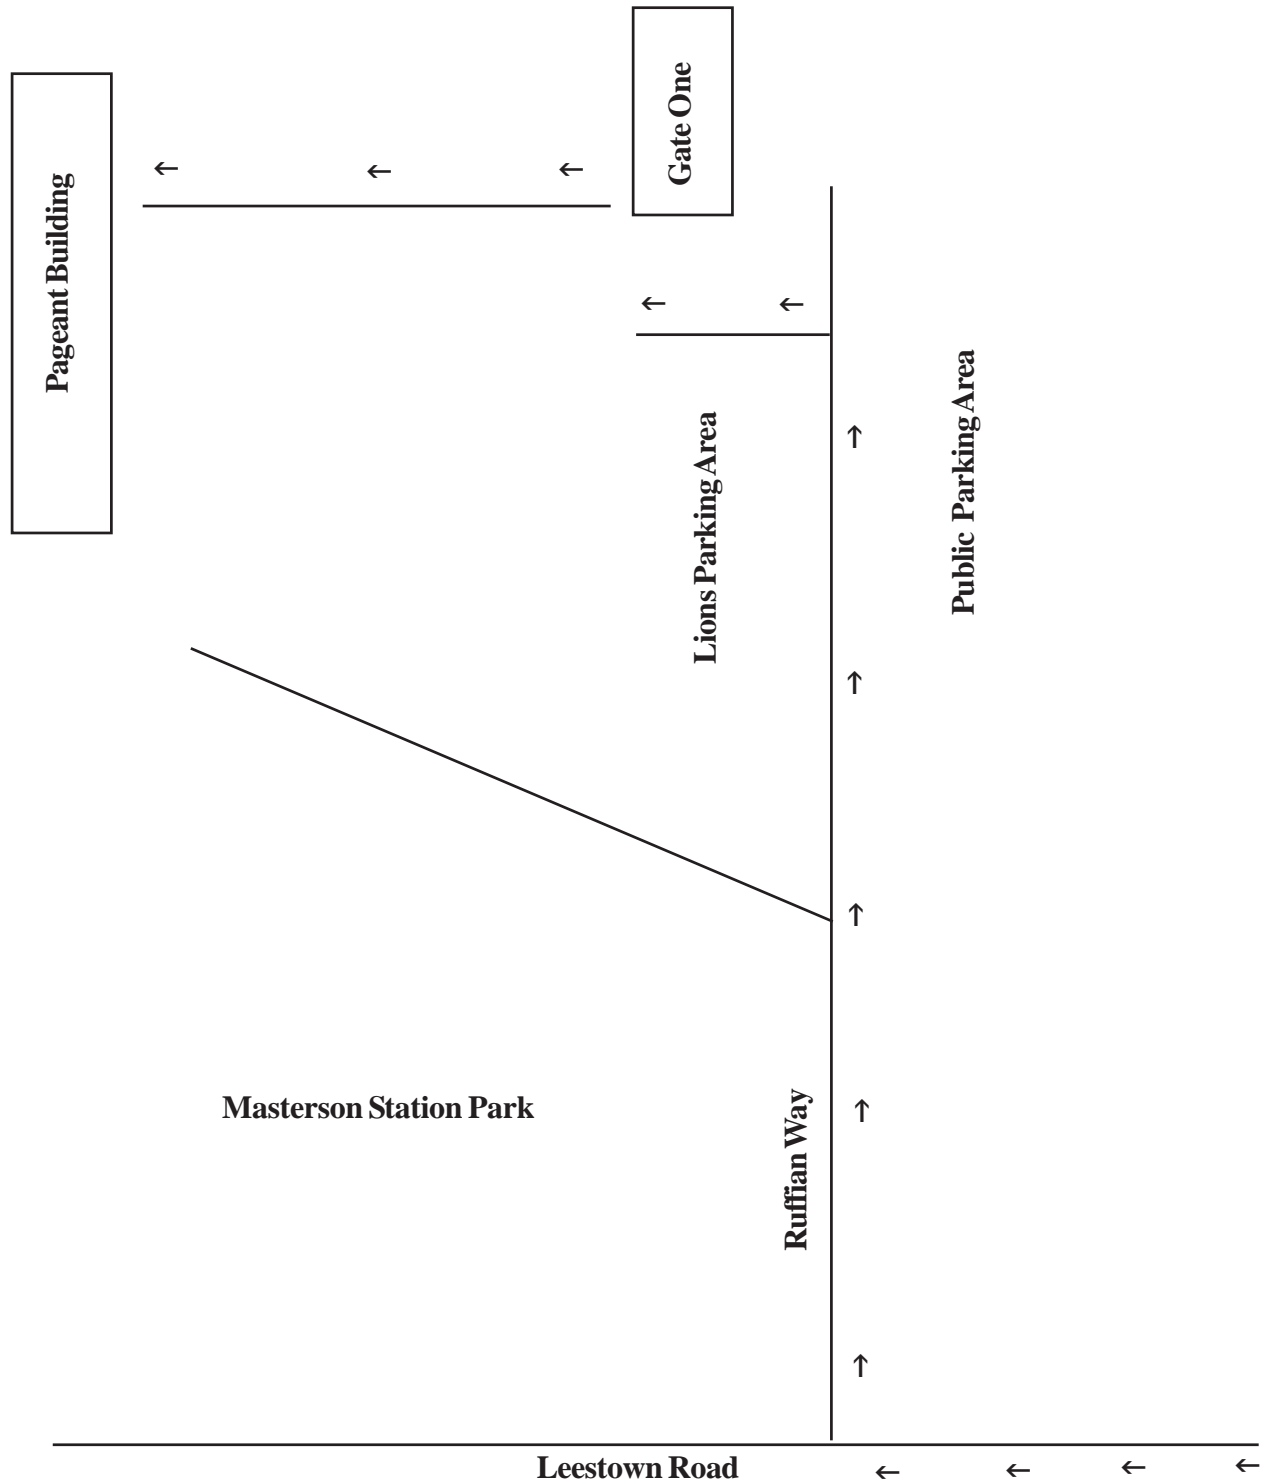 Gate One
Pageant Building
Lions Parking Area
Public Parking Area
Masterson Station Park
Ruffian Way
Leestown Road